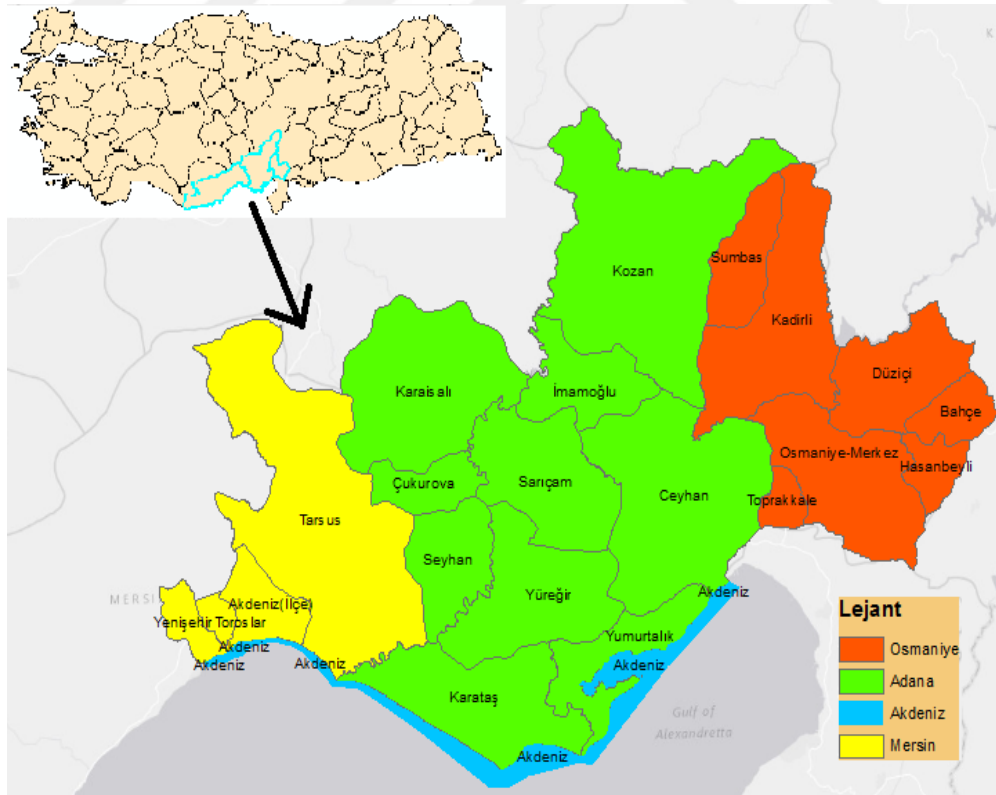 Kozan
Sumbas
Kadirli
Düziçi
Bahçe
Karaisalı
İmamoğlu
Osmaniye-Merkez
Hasanbeyli
Çukurova
Sarıçam
Ceyhan
Toprakkale
Tarsus
Seyhan
Yüreğir
Akdeniz
MERSİ
Akdeniz(İlçe)
Yenişehir Toroslar
Yumurtalık
Akdeniz
Akdeniz
Akdeniz
Akdeniz
Karataş
Gulf of
Alexandretta
Akdeniz
Lejant
Osmaniye
Adana
Akdeniz
Mersin